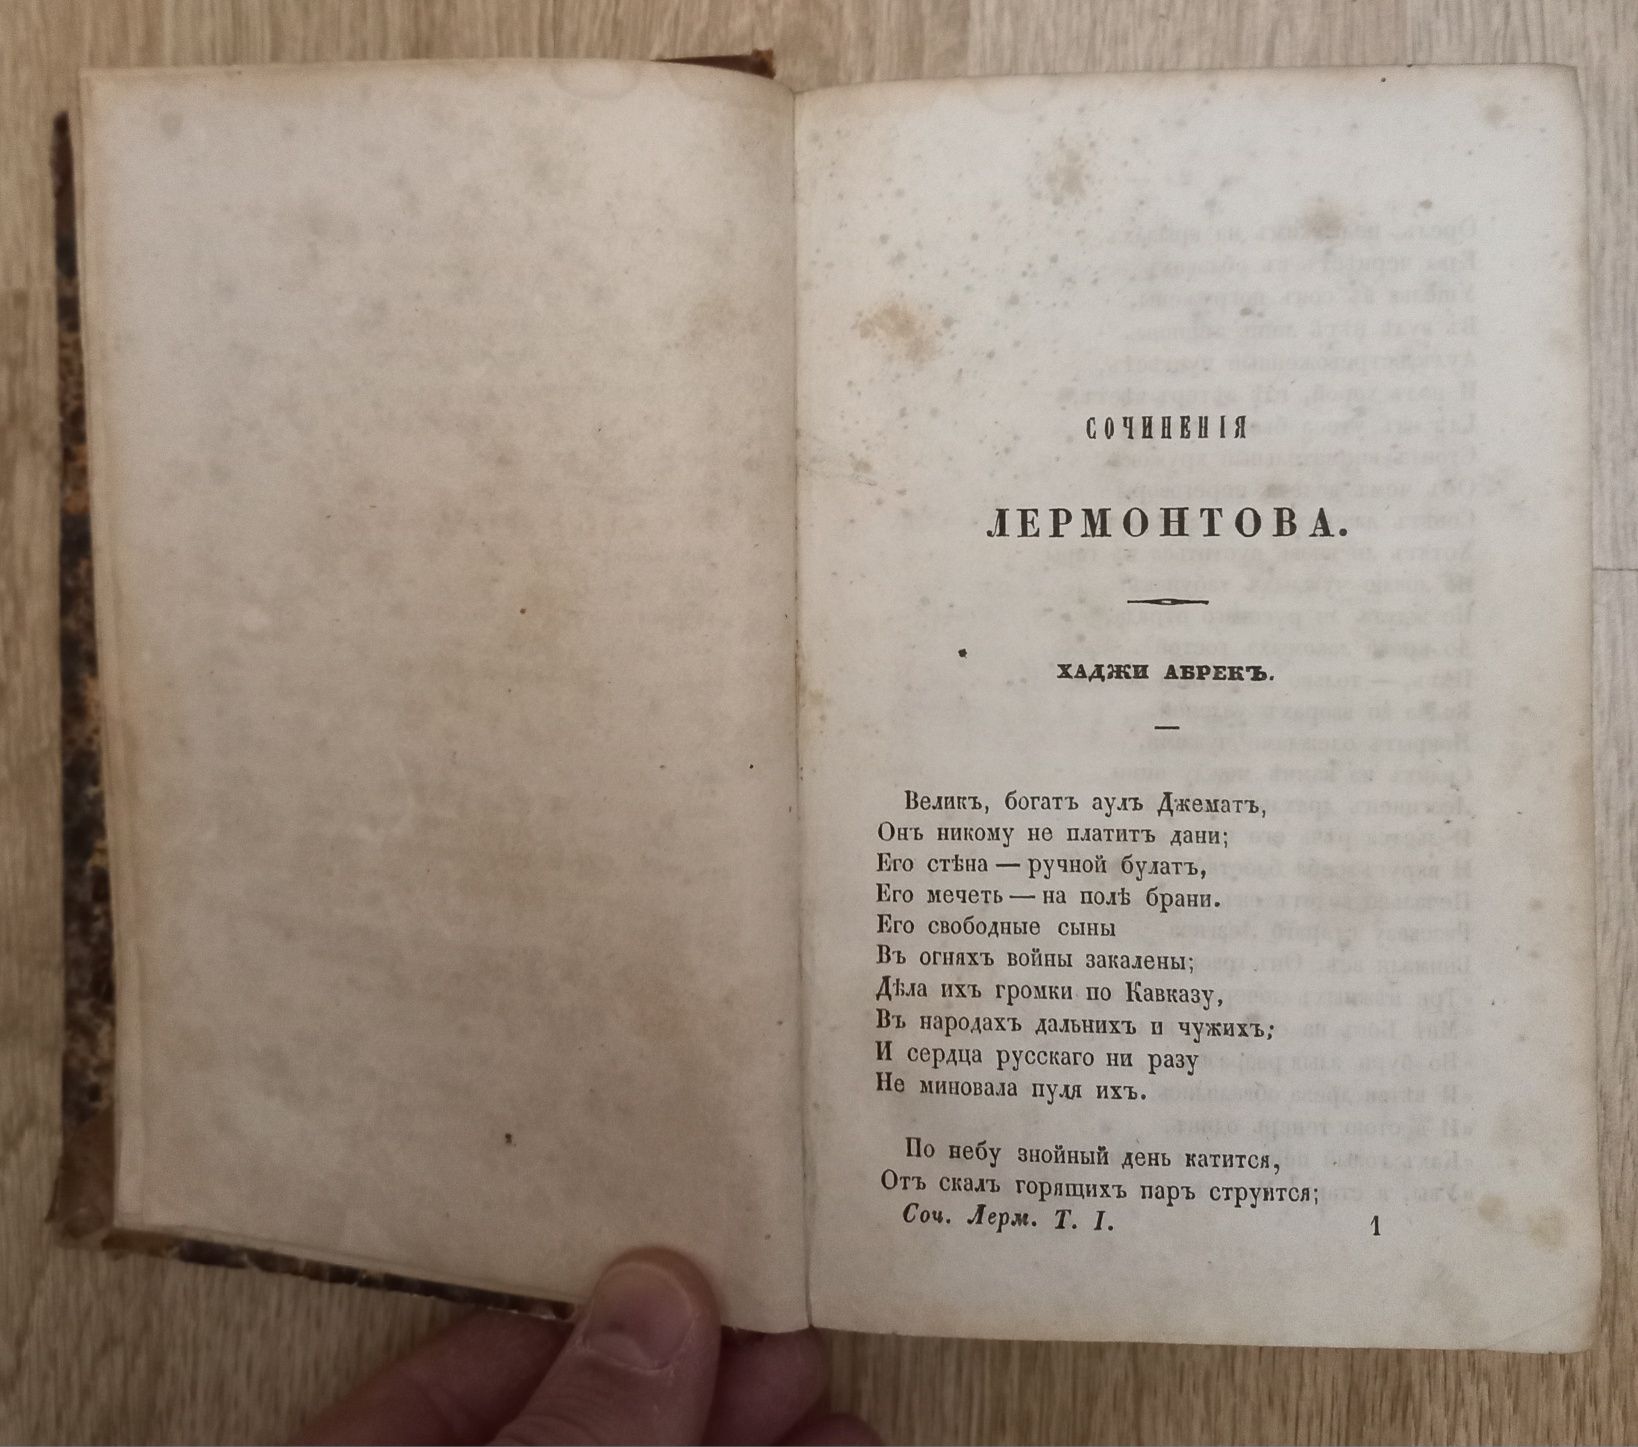 СОЧИНЕНІЯ
ЛЕРМОНТОВА.
ХАДЖИ АБРЕКЪ.
Великъ, богатъ аулъ Джематъ,
Онъ никому не платитъ дани;
Его стѣна — ручной булатъ,
Его мечеть — на полѣ брани.
Его свободные сыны
Въ огняхъ войны закалены;
Дѣла ихъ громки по Кавказу,
Въ народахъ дальнихъ и чужихъ;
И сердца русскаго ни разу
Не миновала пуля ихъ.
По небу знойный день катится,
Отъ скалъ горящихъ паръ струится;
Соч. Лерм. Т. I.
1